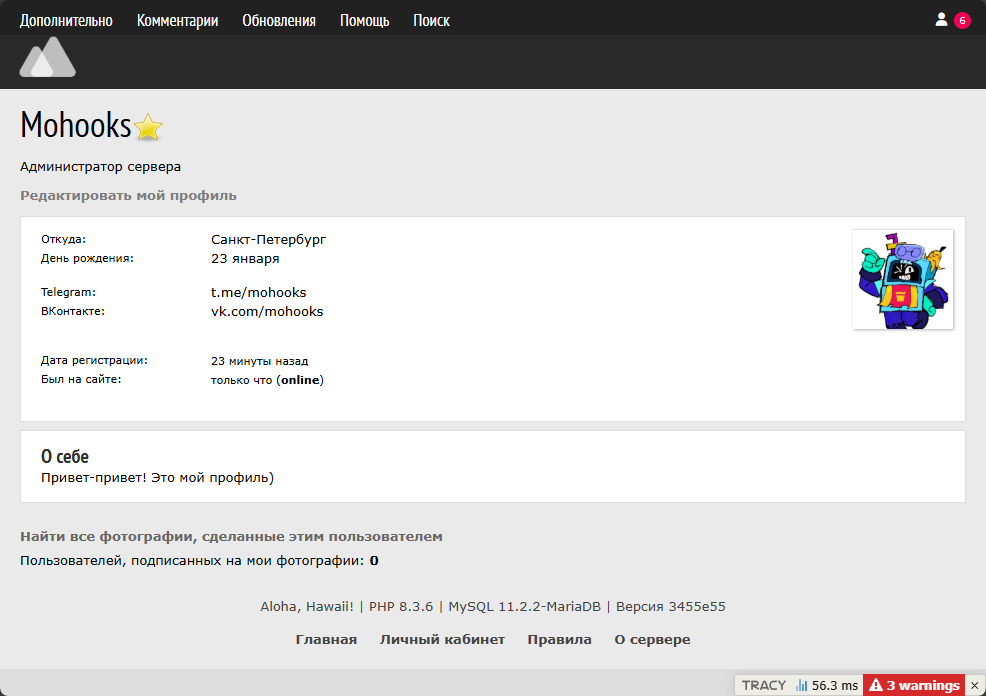 Дополнительно Комментарии Обновления Помощь Поиск 6
Mohooks
Администратор сервера
Редактировать мой профиль
Откуда: Санкт-Петербург
День рождения: 23 января
Telegram: t.me/mohooks
ВКонтакте: vk.com/mohooks
Дата регистрации: 23 минуты назад
Был на сайте: только что (online)
О себе
Привет-привет! Это мой профиль)
Найти все фотографии, сделанные этим пользователем
Пользователей, подписанных на мои фотографии: 0
Aloha, Hawaii! | PHP 8.3.6 | MySQL 11.2.2-MariaDB | Версия 3455e55
Главная Личный кабинет Правила О сервере
TRACY 56.3 ms 3 warnings ×